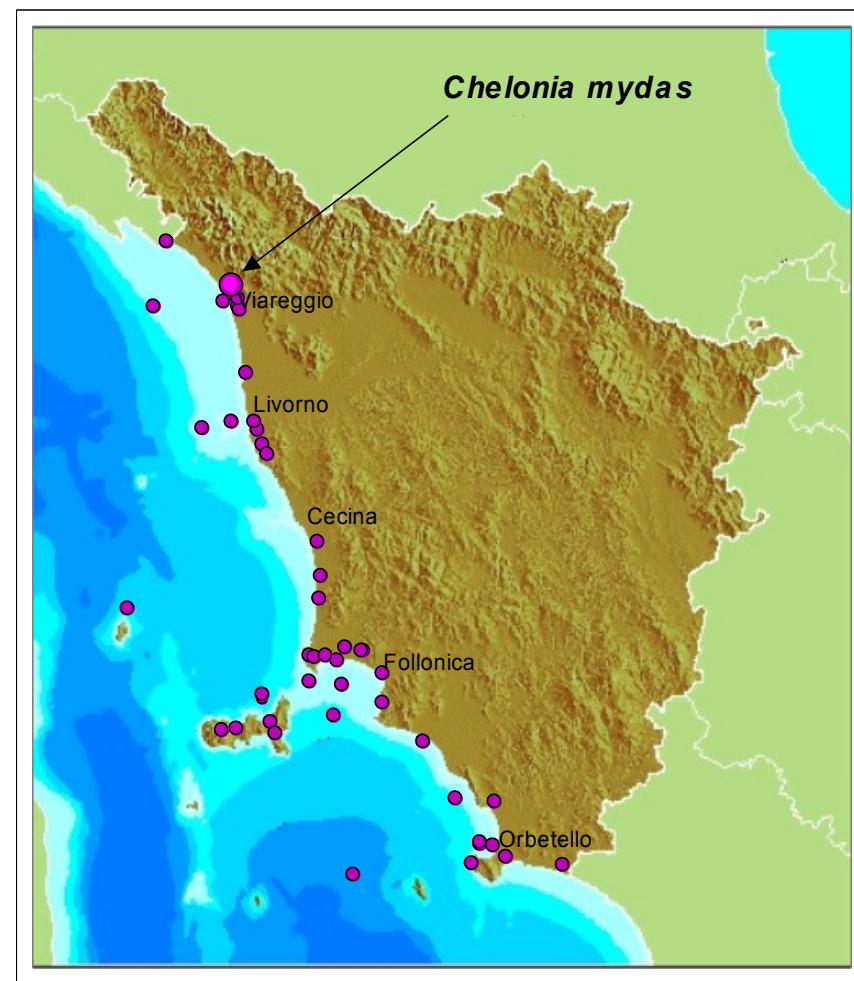 Chelonia mydas
Viareggio
Livorno
Cecina
Follonica
Orbetello